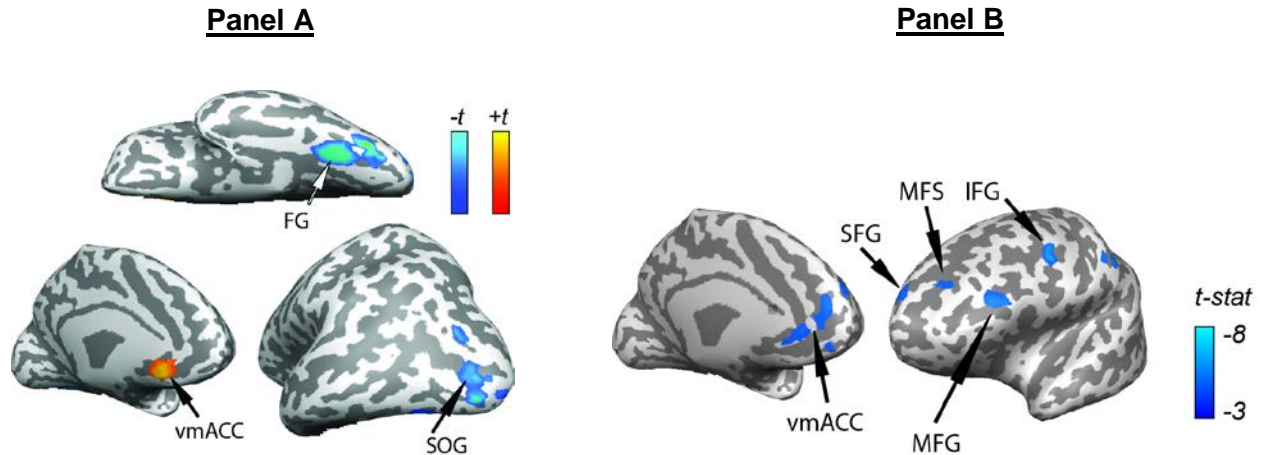 Panel A
-t +t
FG
vmACC
SOG
Panel B
SFG
MFS
IFG
vmACC
MFG
t-stat
-8
-3